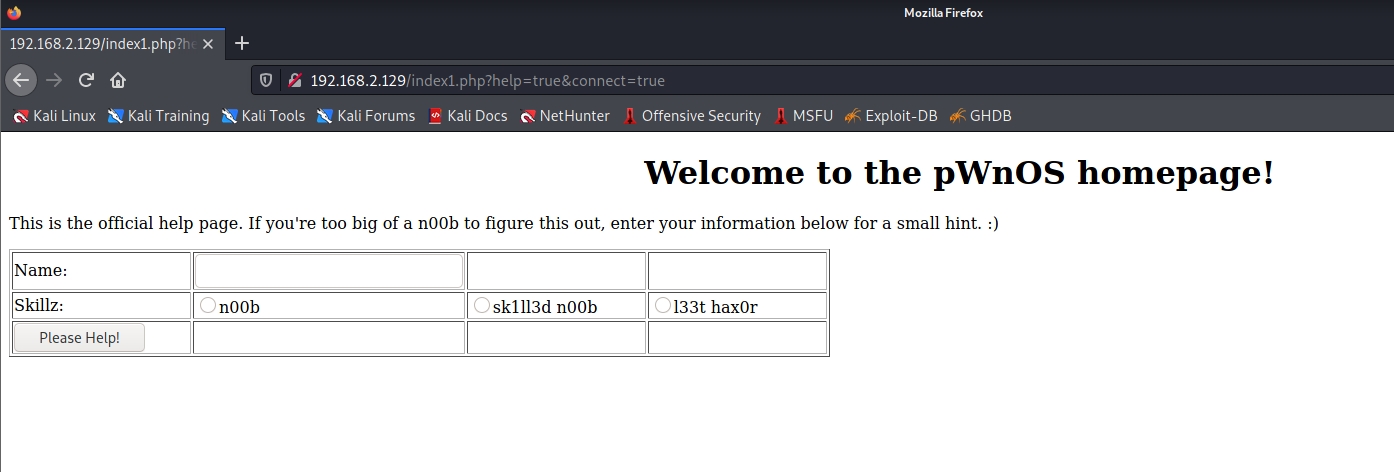 Mozilla Firefox
192.168.2.129/index1.php?he
192.168.2.129/index1.php?help=true&connect=true
Kali Linux Kali Training Kali Tools Kali Forums Kali Docs NetHunter Offensive Security MSFU Exploit-DB GHDB
Welcome to the pWnOS homepage!
This is the official help page. If you're too big of a n00b to figure this out, enter your information below for a small hint. :)
Name:
Skillz: n00b sk1ll3d n00b l33t hax0r
Please Help!